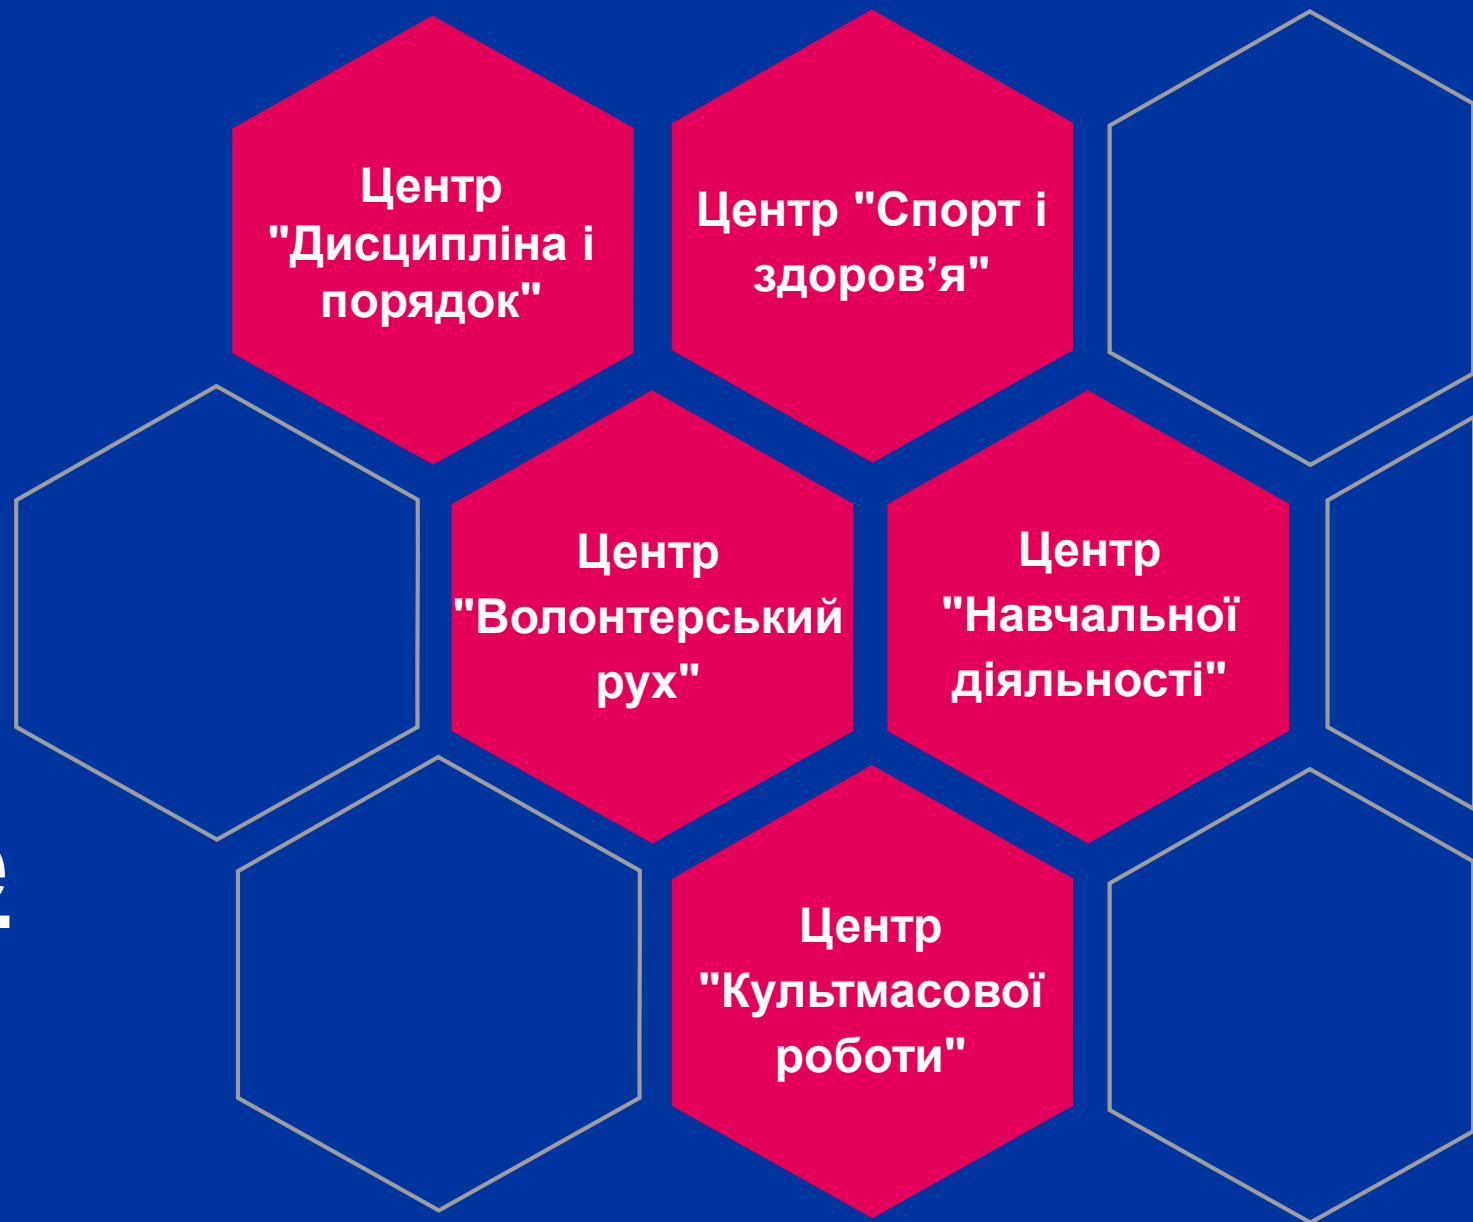 Центр
"Дисципліна і
порядок"
Центр "Спорт і
здоров’я"
Центр
"Волонтерський
рух"
Центр
"Навчальної
діяльності"
Центр
"Культмасової
роботи"